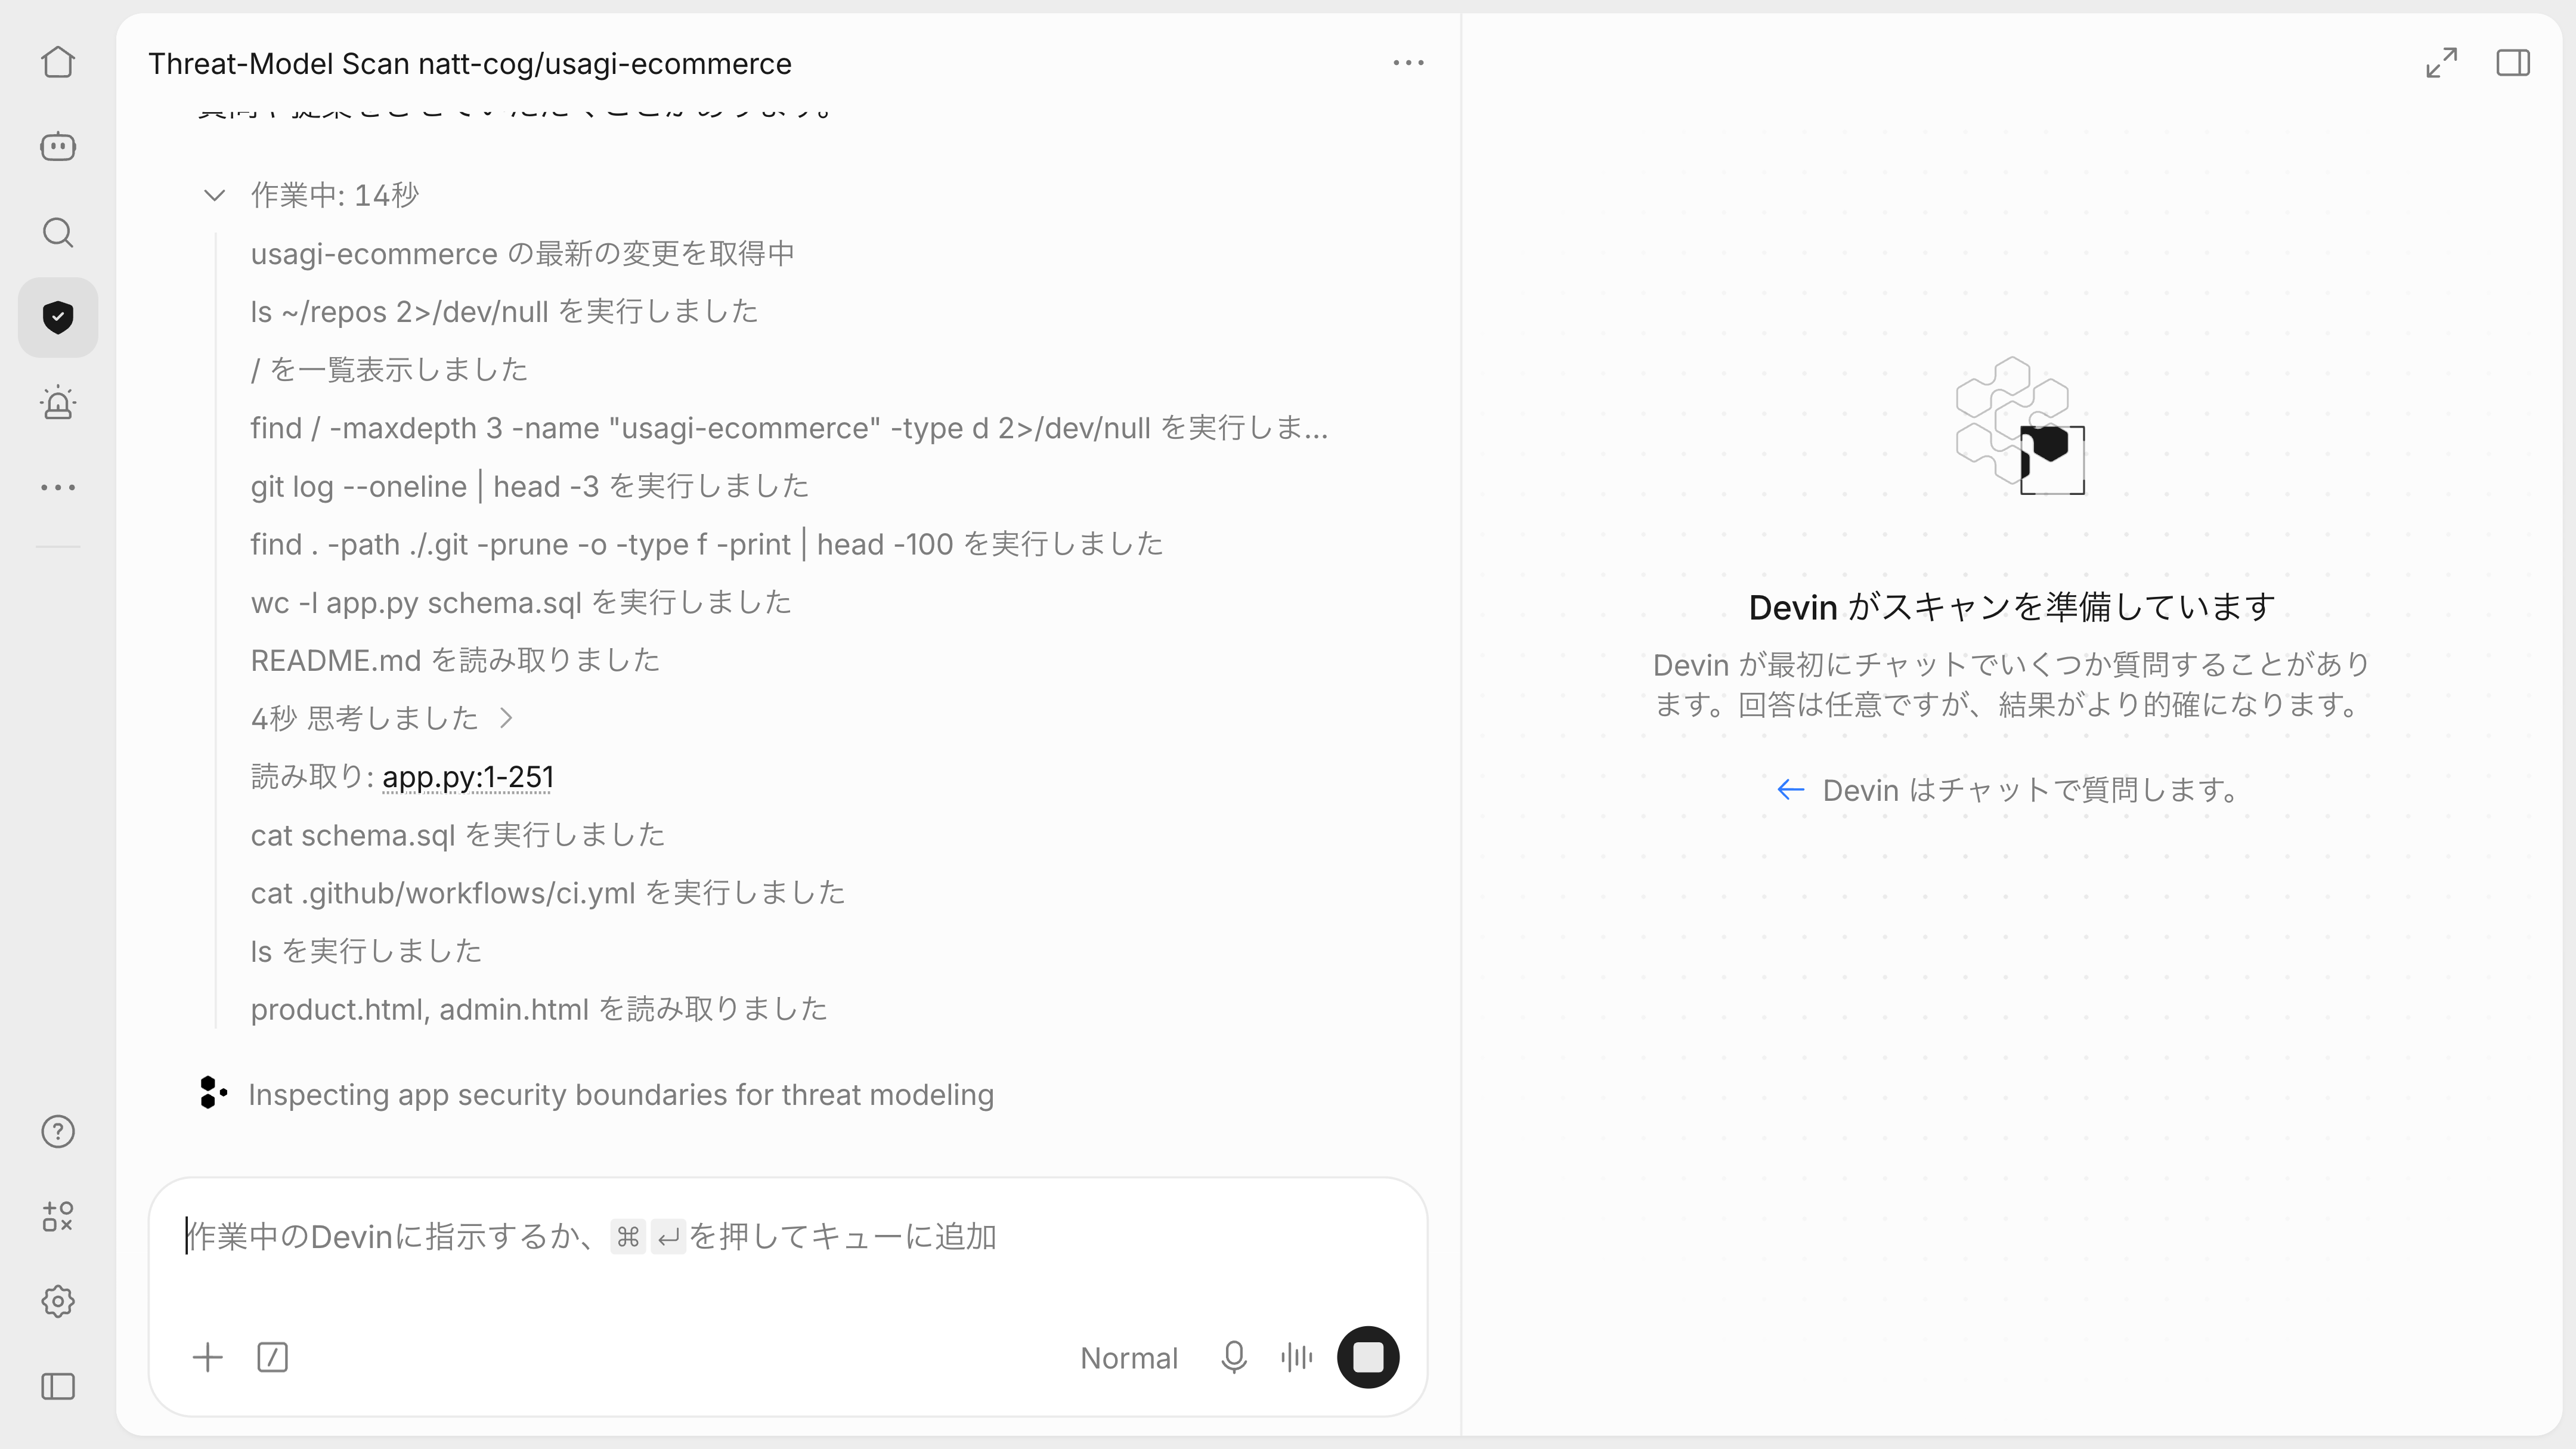 Threat-Model Scan natt-cog/usagi-ecommerce
作業中: 14秒
usagi-ecommerce の最新の変更を取得中
ls ~/repos 2>/dev/null を実行しました
/ を一覧表示しました
find / -maxdepth 3 -name "usagi-ecommerce" -type d 2>/dev/null を実行しま...
git log --oneline | head -3 を実行しました
find . -path ./.git -prune -o -type f -print | head -100 を実行しました
wc -l app.py schema.sql を実行しました
README.md を読み取りました
4秒 思考しました
読み取り: app.py:1-251
cat schema.sql を実行しました
cat .github/workflows/ci.yml を実行しました
ls を実行しました
product.html, admin.html を読み取りました
Inspecting app security boundaries for threat modeling
作業中のDevinに指示するか、⌘ ↵ を押してキューに追加
Normal
Devin がスキャンを準備しています
Devin が最初にチャットでいくつか質問することがあり
ます。回答は任意ですが、結果がより的確になります。
← Devin はチャットで質問します。